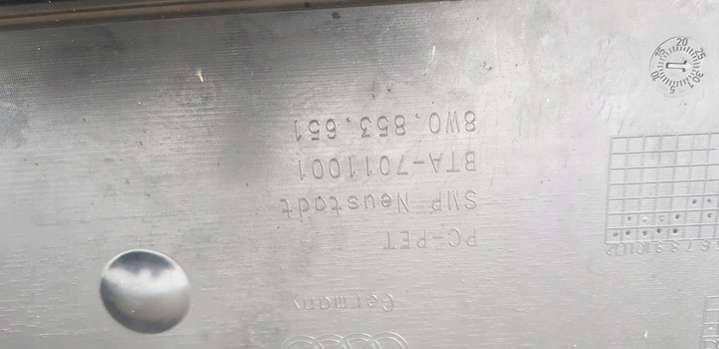 Germany
PC-PET
SMP Neustadt
BTA-7011001
8W0.853.651